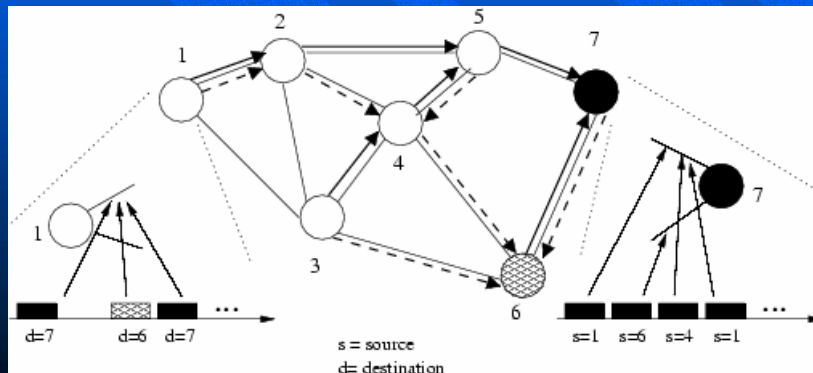 5
2
7
1
4
7
1
3
6
...
...
d=7 d=6 d=7
s=1 s=6 s=4 s=1
s = source
d= destination